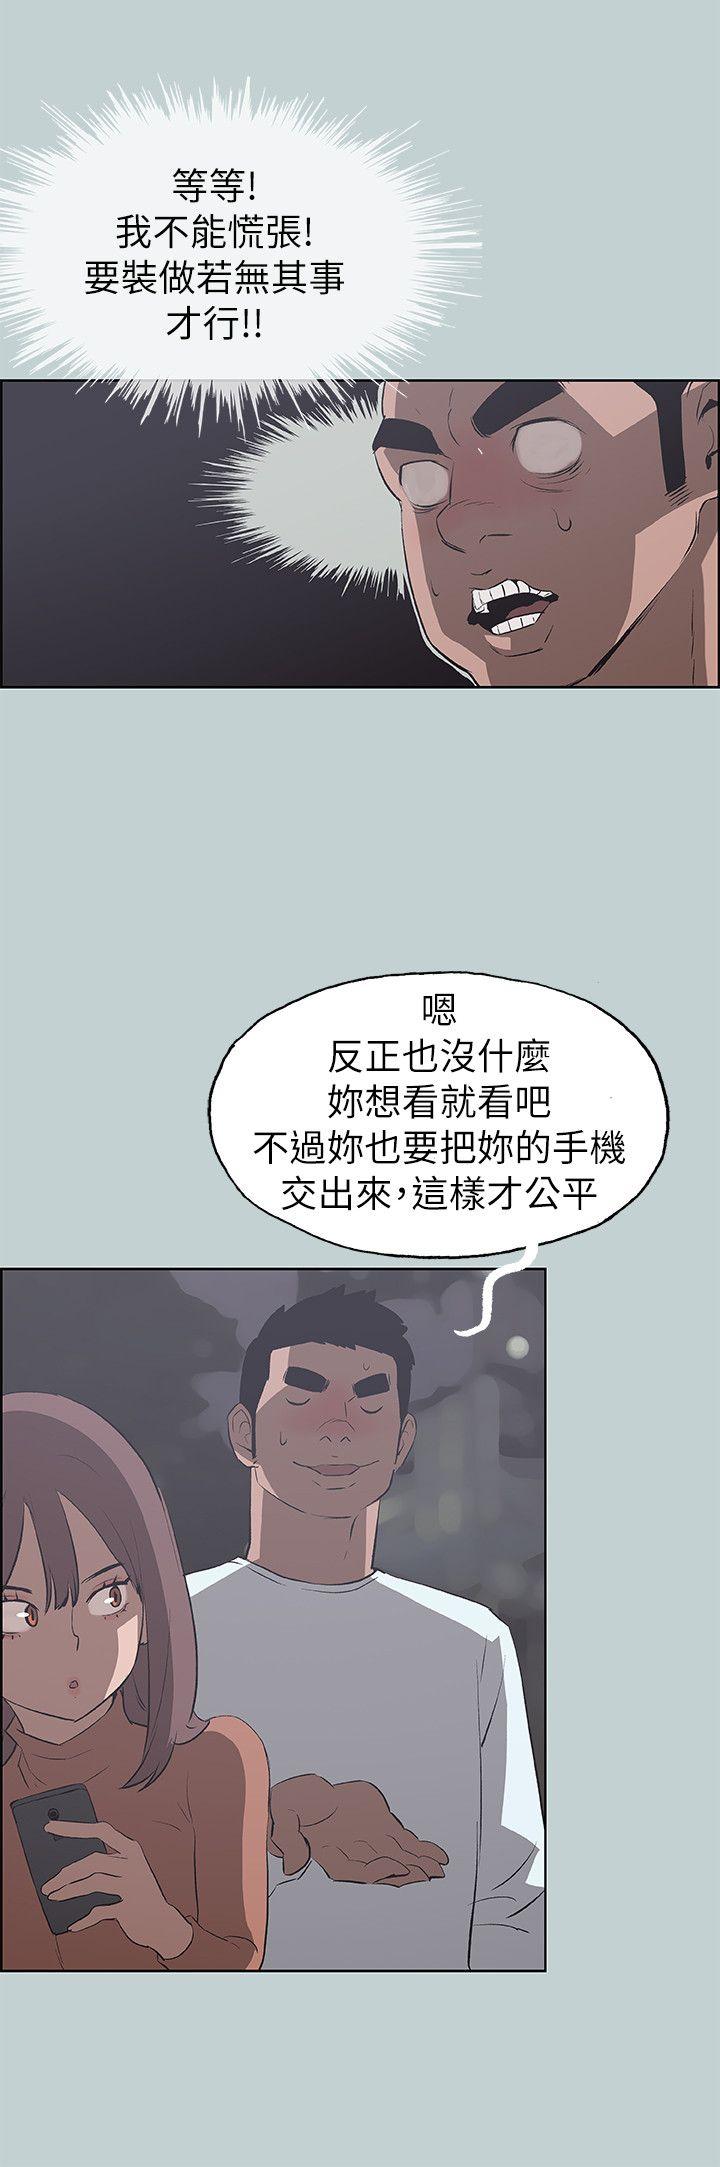 等等!
我不能慌張!
要裝做若無其事
才行!!
嗯
反正也沒什麼
妳想看就看吧
不過妳也要把妳的手機
交出來，這樣才公平